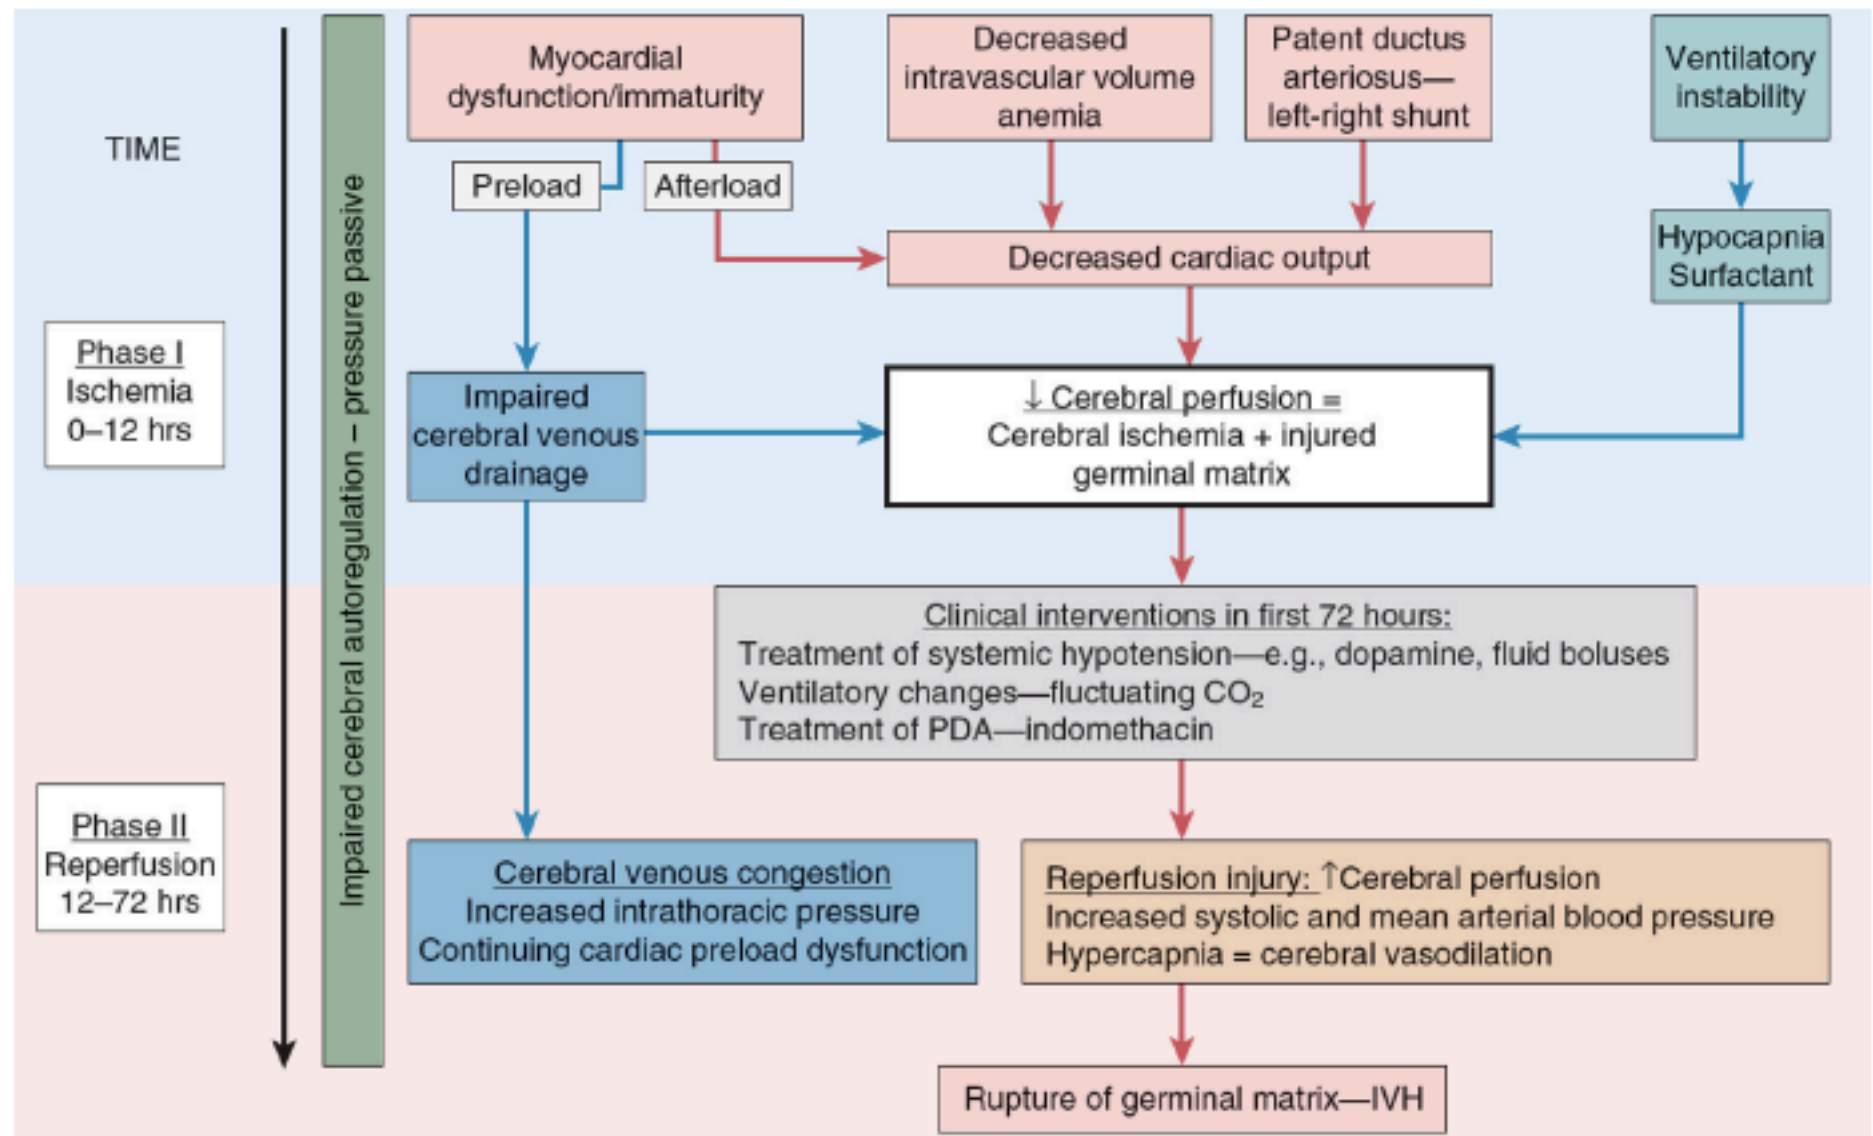 TIME
Phase I
Ischemia
0–12 hrs
Phase II
Reperfusion
12–72 hrs
Impaired cerebral autoregulation – pressure passive
Myocardial
dysfunction/immaturity
Preload
Afterload
Decreased
intravascular volume
anemia
Patent ductus
arteriosus—
left-right shunt
Ventilatory
instability
Hypocapnia
Surfactant
Decreased cardiac output
Impaired
cerebral venous
drainage
↓ Cerebral perfusion =
Cerebral ischemia + injured
germinal matrix
Clinical interventions in first 72 hours:
Treatment of systemic hypotension—e.g., dopamine, fluid boluses
Ventilatory changes—fluctuating CO₂
Treatment of PDA—indomethacin
Cerebral venous congestion
Increased intrathoracic pressure
Continuing cardiac preload dysfunction
Reperfusion injury: ↑Cerebral perfusion
Increased systolic and mean arterial blood pressure
Hypercapnia = cerebral vasodilation
Rupture of germinal matrix—IVH